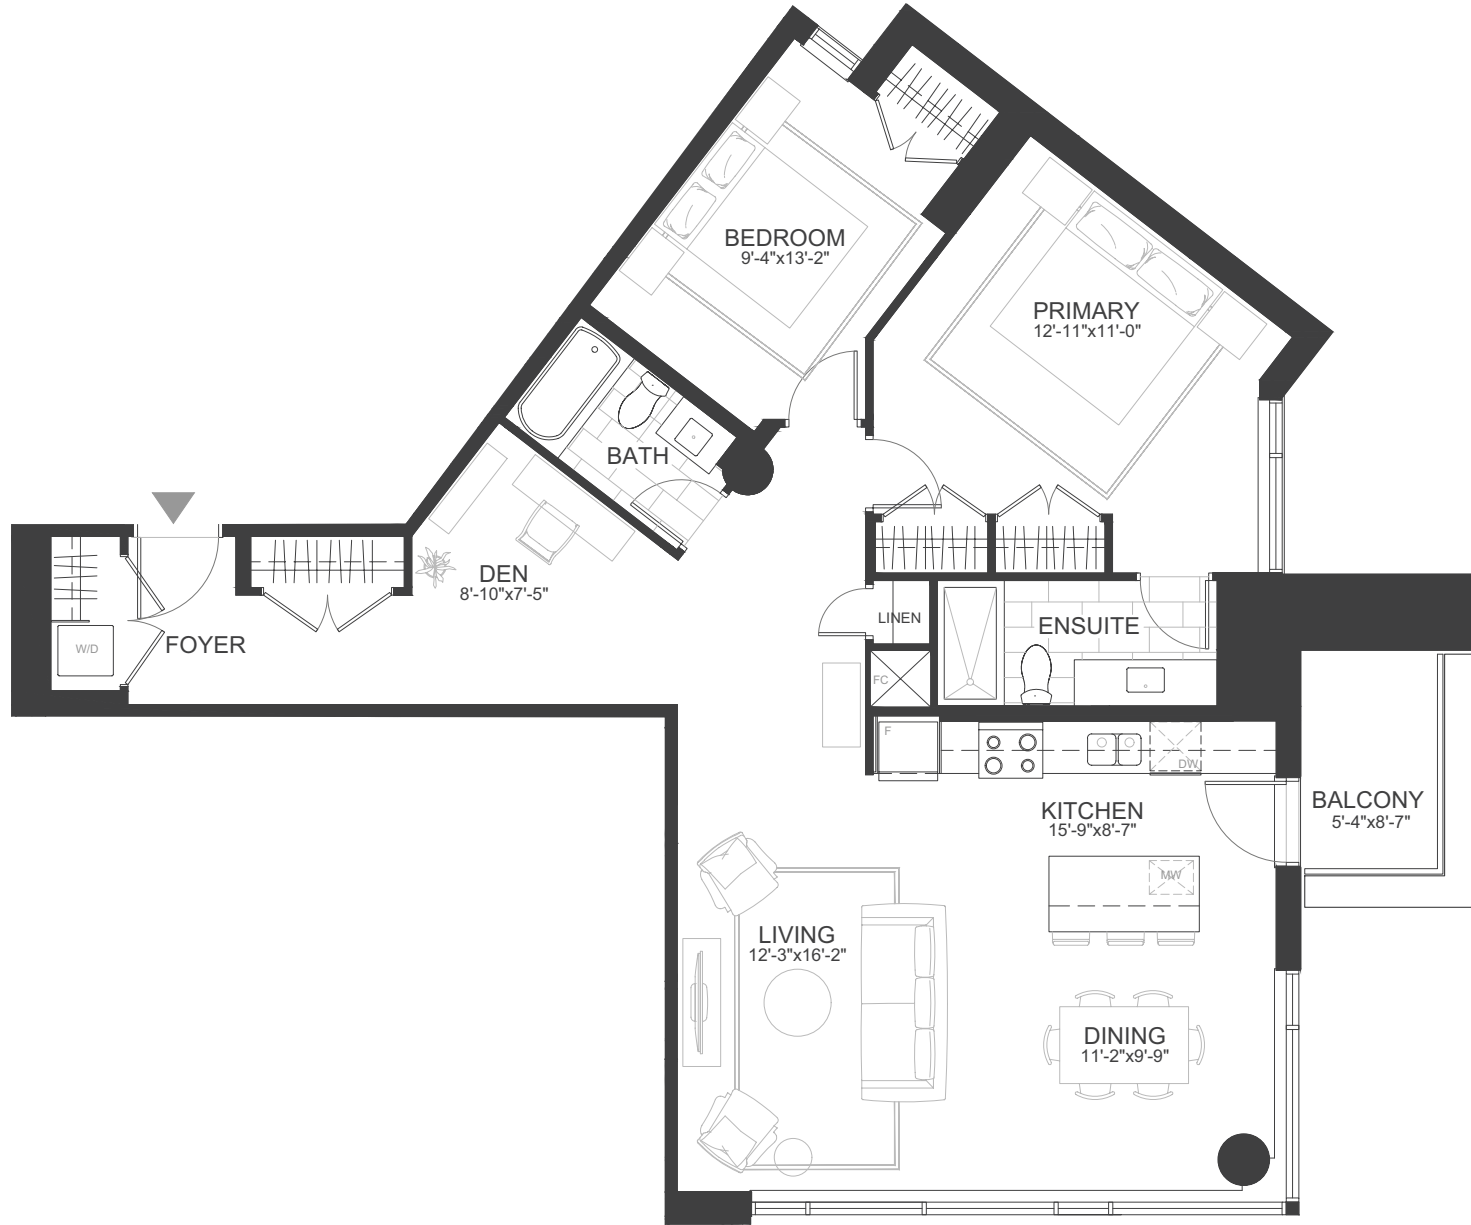 BEDROOM
9'-4"x13'-2"
PRIMARY
12'-11"x11'-0"
BATH
DEN
8'-10"x7'-5"
LINEN
ENSUITE
W/D
FOYER
FC
F
DW
KITCHEN
15'-9"x8'-7"
BALCONY
5'-4"x8'-7"
MW
LIVING
12'-3"x16'-2"
DINING
11'-2"x9'-9"